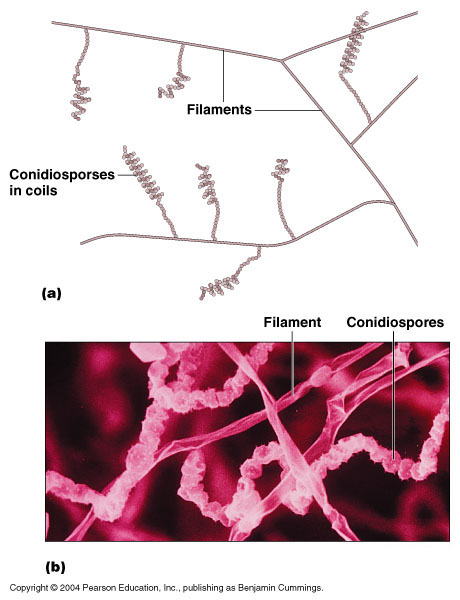 Filaments
Conidiosporses
in coils
(a)
Filament
Conidiospores
(b)
Copyright © 2004 Pearson Education, Inc., publishing as Benjamin Cummings.